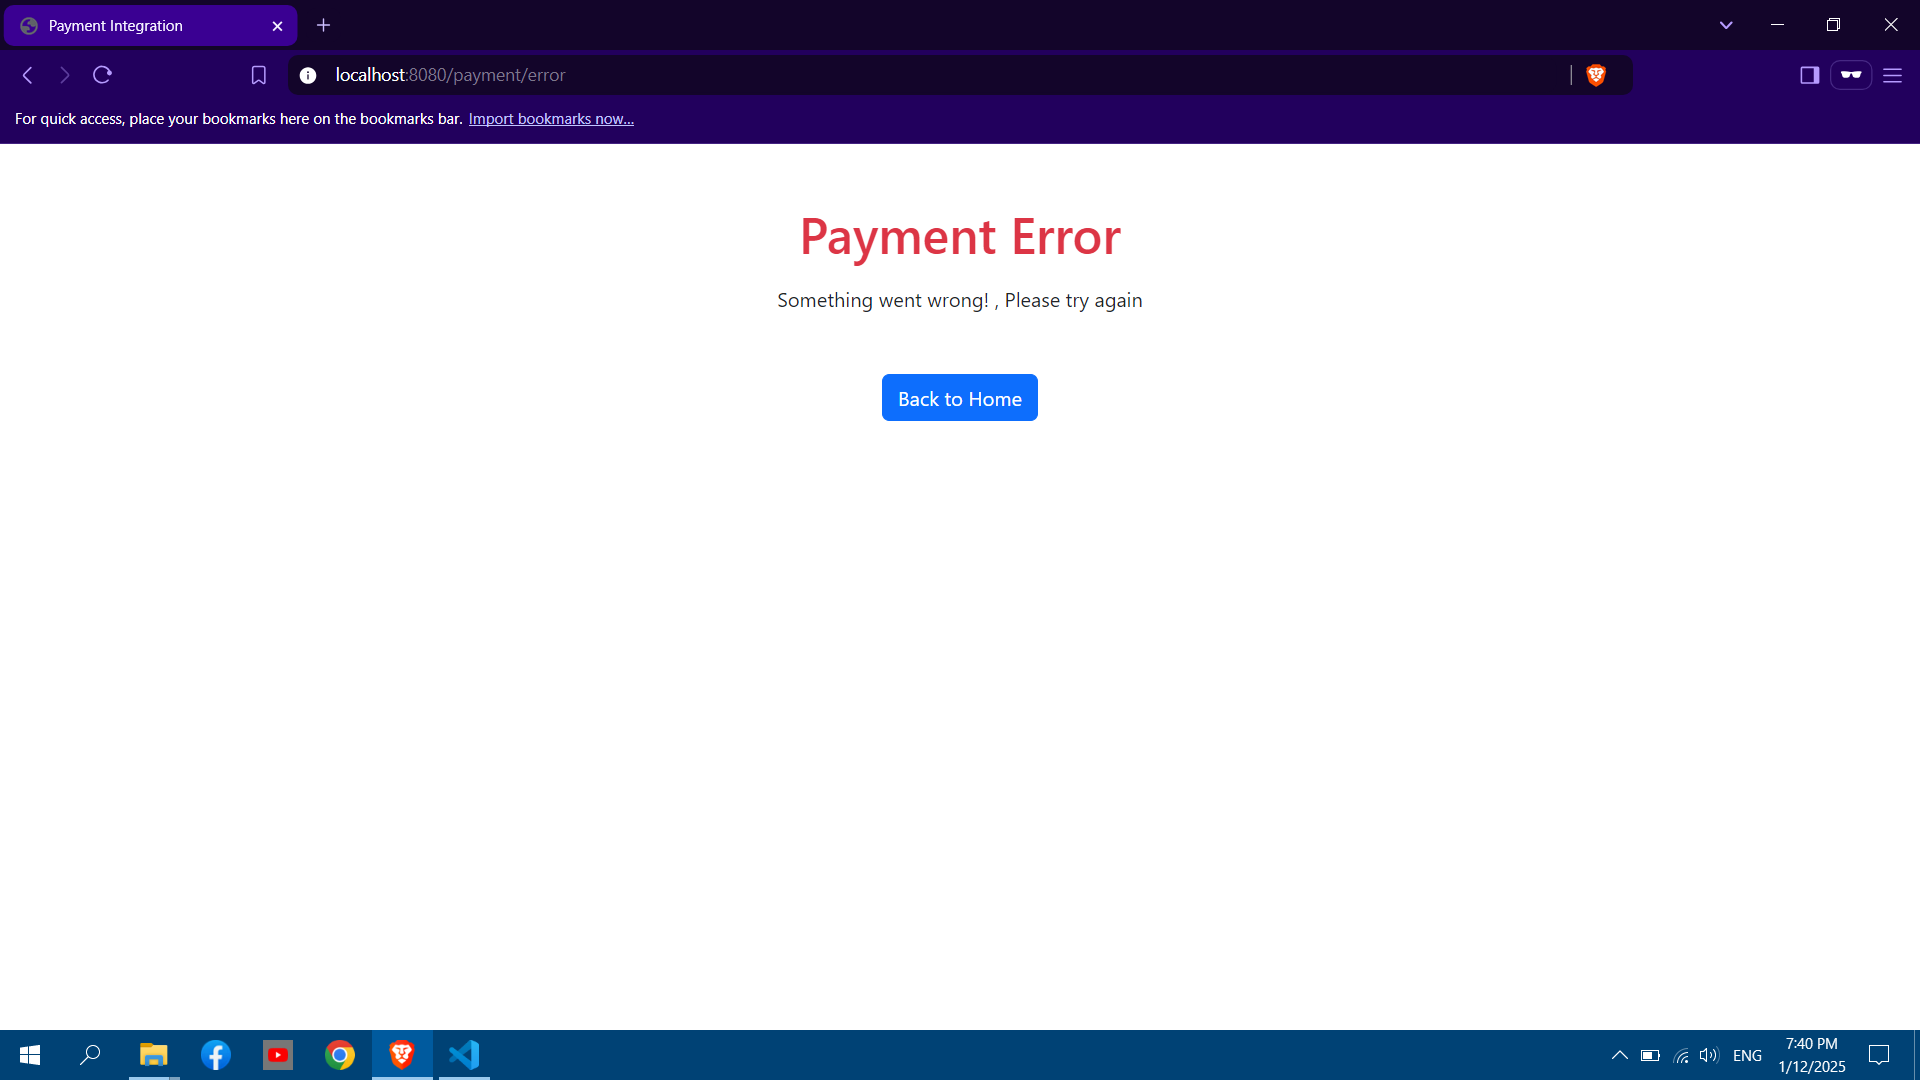 Payment Integration
localhost:8080/payment/error
For quick access, place your bookmarks here on the bookmarks bar. Import bookmarks now...
Payment Error
Something went wrong! , Please try again
Back to Home
ENG
7:40 PM
1/12/2025